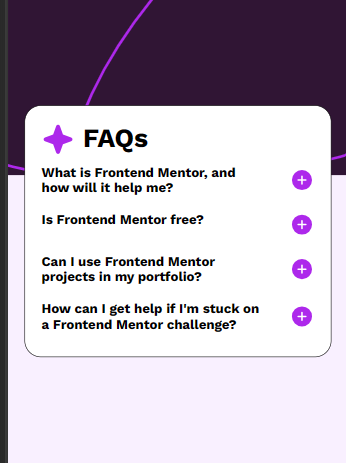 FAQs
What is Frontend Mentor, and
how will it help me?
Is Frontend Mentor free?
Can I use Frontend Mentor
projects in my portfolio?
How can I get help if I'm stuck on
a Frontend Mentor challenge?